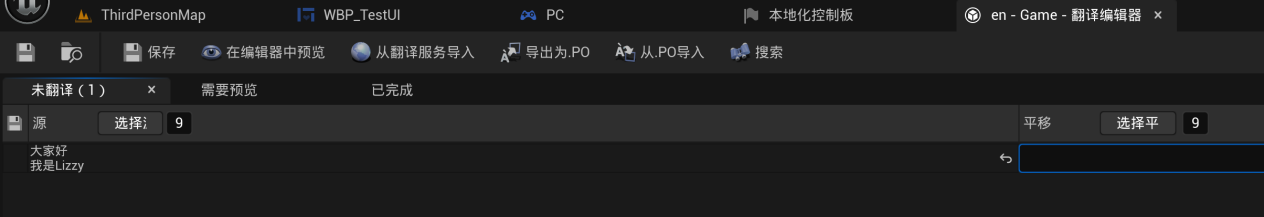 ThirdPersonMap
WBP_TestUI
PC
本地化控制板
en - Game - 翻译编辑器
保存
在编辑器中预览
从翻译服务导入
导出为.PO
从.PO导入
搜索
未翻译（1）
需要预览
已完成
源
选择
9
平移
选择平
9
大家好
我是Lizzy